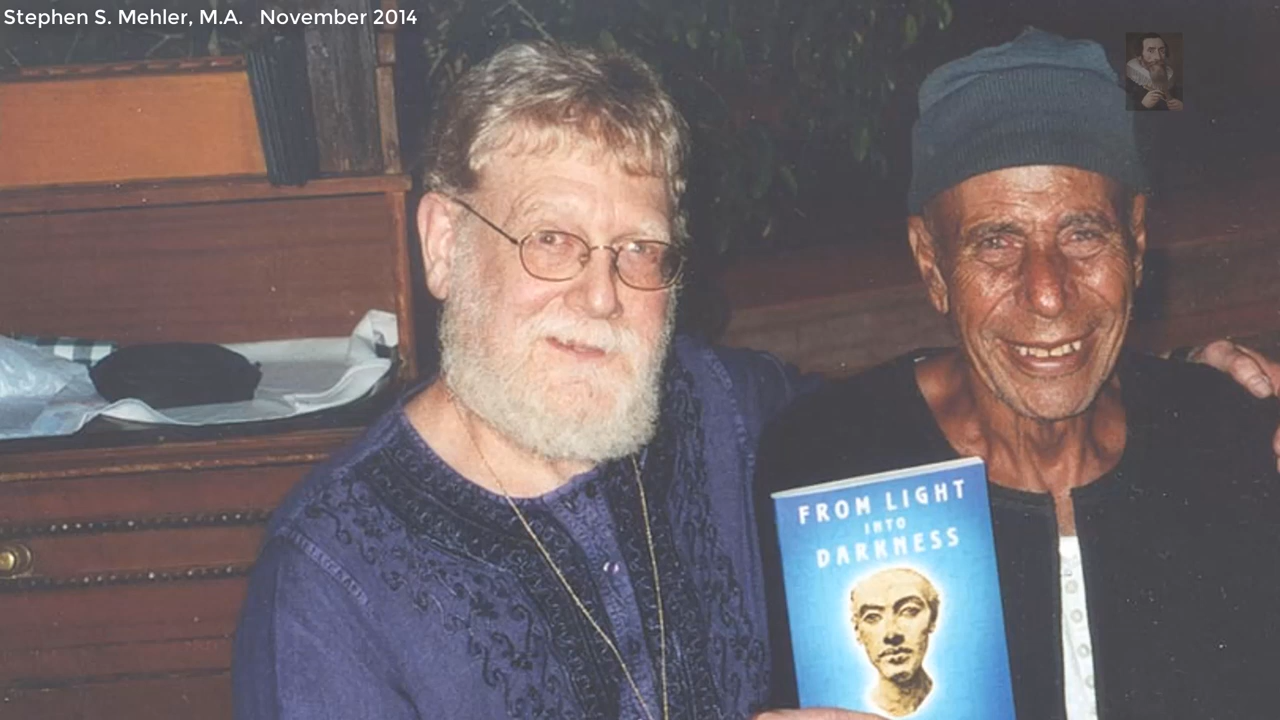 Stephen S. Mehler, M.A.   November 2014
FROM LIGHT
INTO
DARKNESS